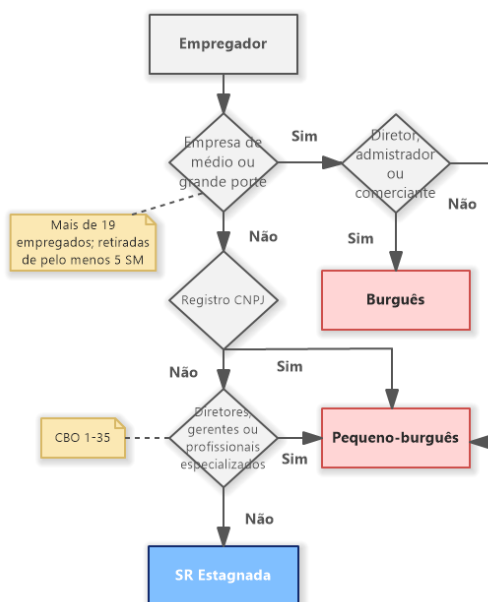 Empregador
Empresa de
médio ou
grande porte
Sim
Diretor,
admistrador
ou
comerciante
Não
Mais de 19
empregados; retiradas
de pelo menos 5 SM
Não
Sim
Registro CNPJ
Burguês
Não
Sim
CBO 1-35
Diretores,
gerentes ou
profissionais
especializados
Sim
Pequeno-burguês
Não
SR Estagnada